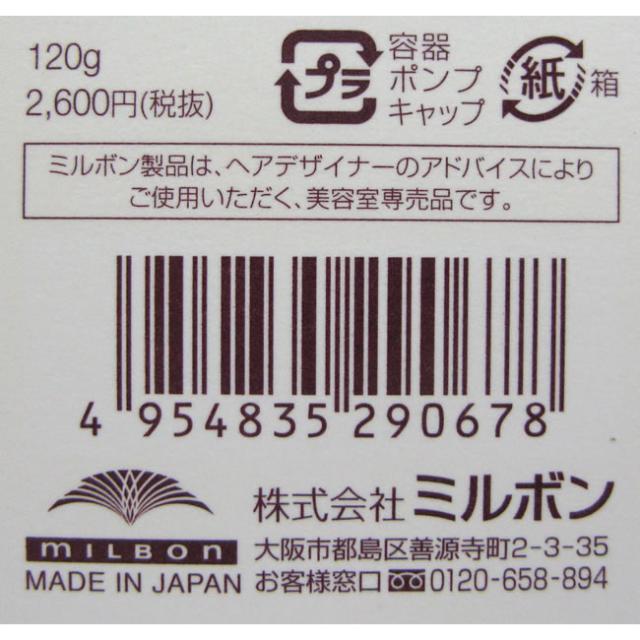 120g
2,600円(税抜)
プラ
容器
ポンプ
キャップ
紙
箱
ミルボン製品は、ヘアデザイナーのアドバイスにより
ご使用いただく、美容室専売品です。
4 954835 290678
株式会社 ミルボン
MILBON
大阪市都島区善源寺町2-3-35
MADE IN JAPAN
お客様窓口 0120-658-894